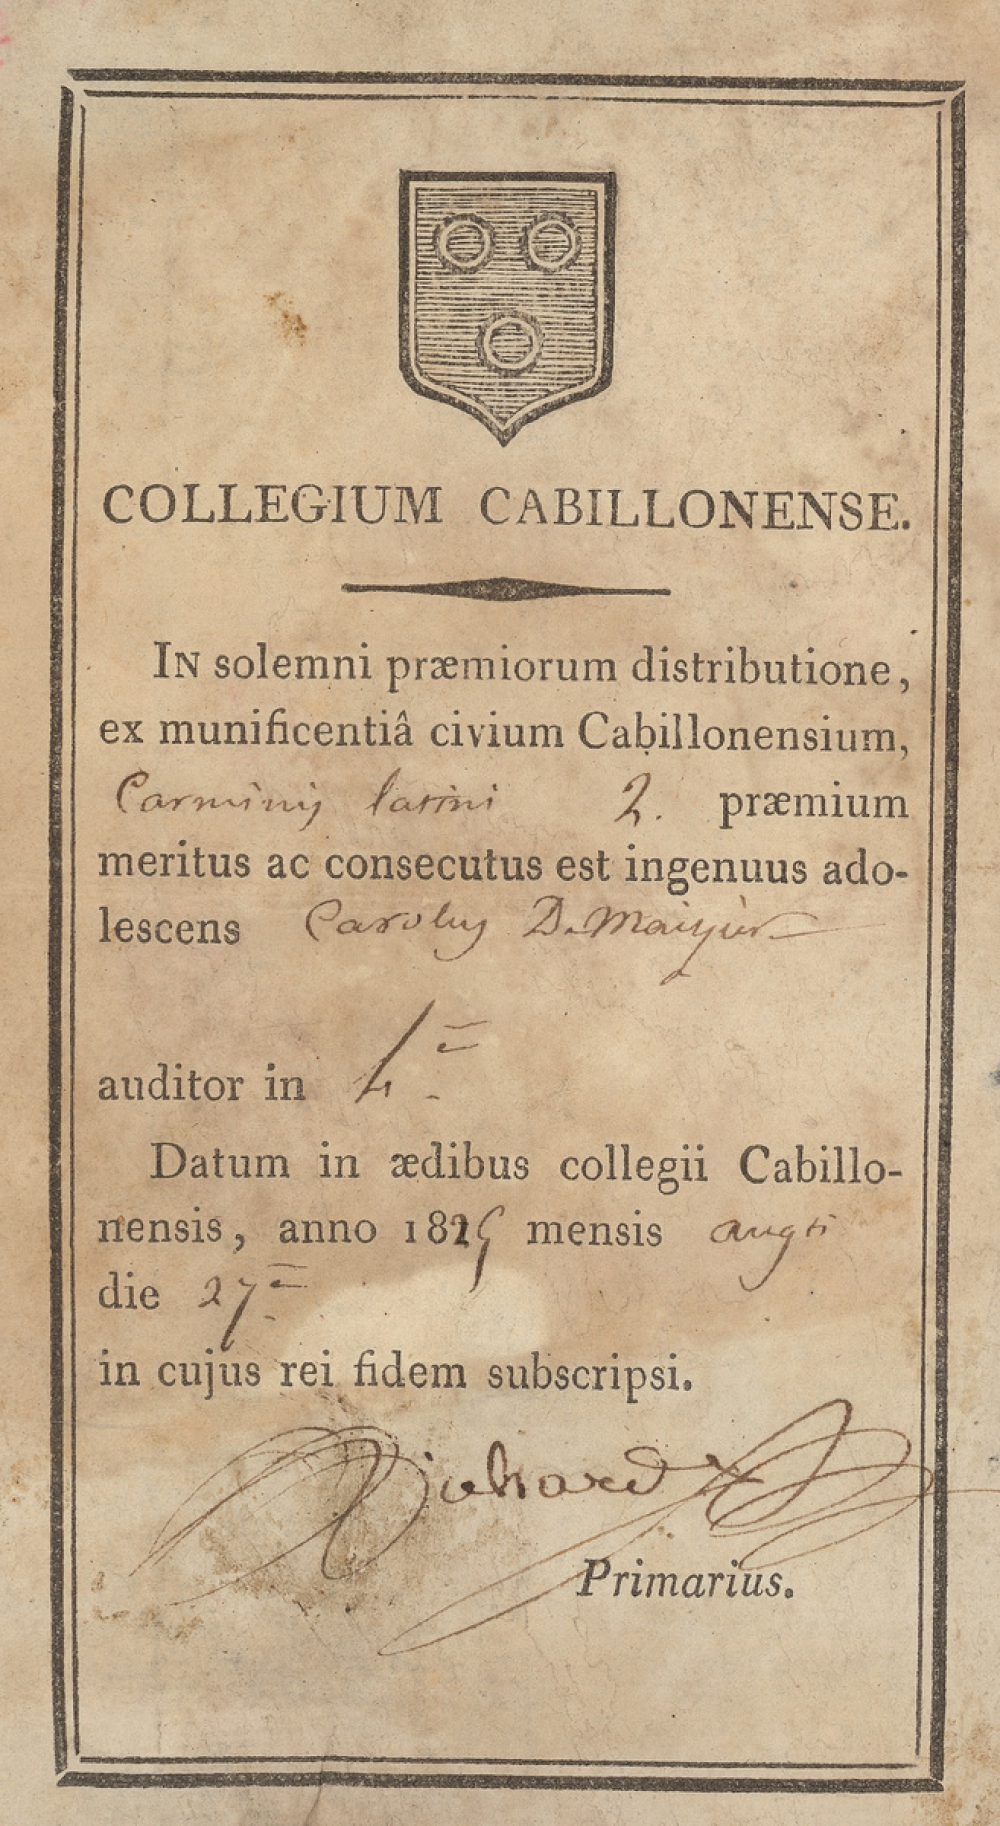 COLLEGIUM CABILLONENSE.
IN solemni præmiorum distributione,
ex munificentiâ civium Cabillonensium,
Carminis latini 2. præmium
meritus ac consecutus est ingenuus ado-
lescens Carolus
auditor in
Datum in ædibus collegii Cabillo-
nensis, anno 1825 mensis augti
die 27
in cujus rei fidem subscripsi.
Richard
Primarius.